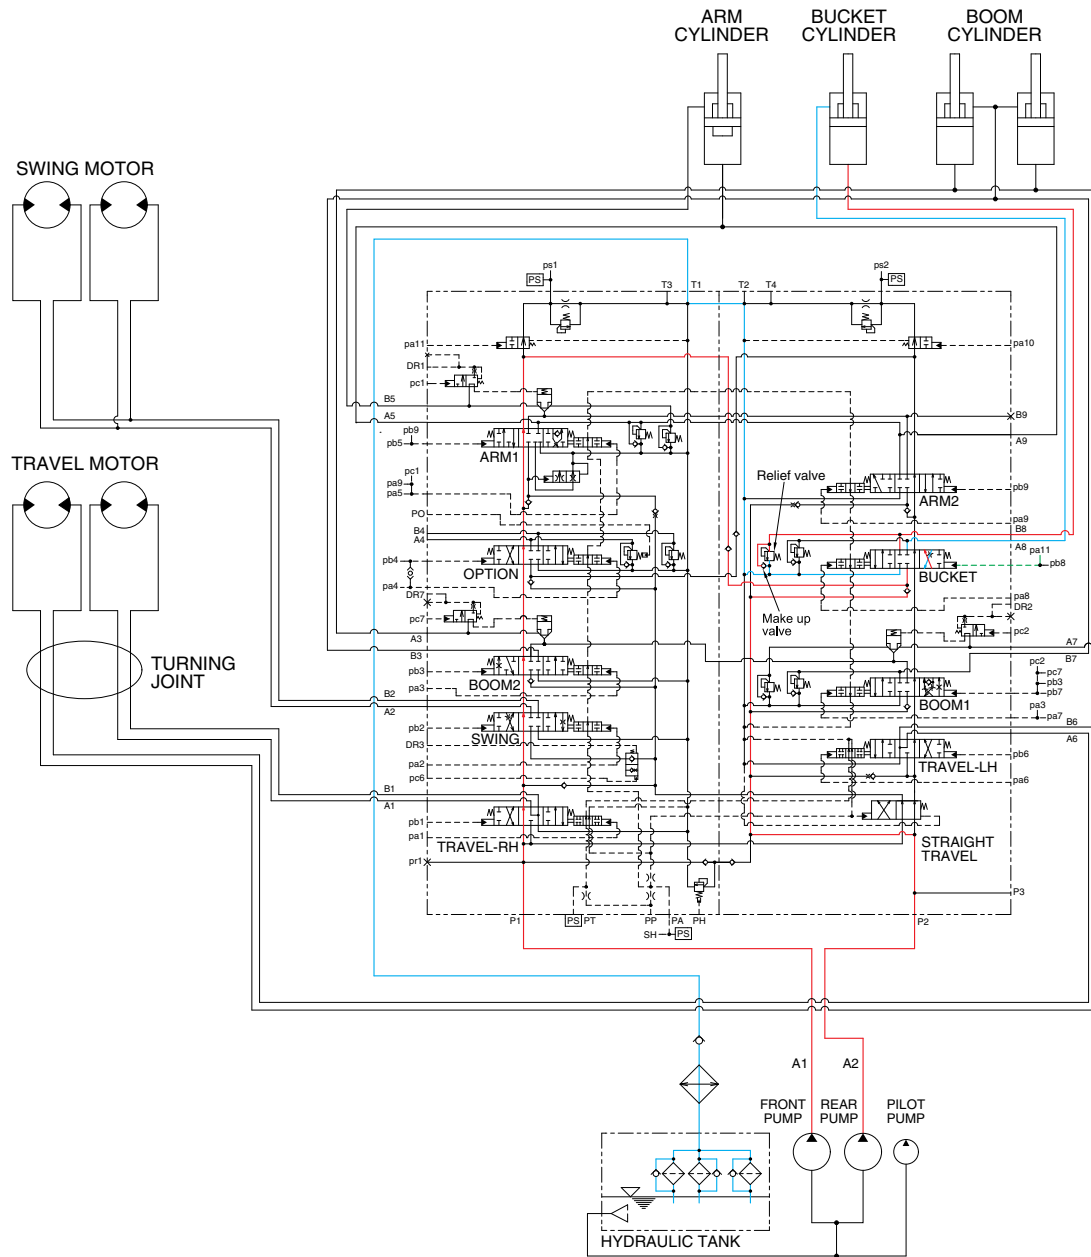 ARM
CYLINDER
BUCKET
CYLINDER
BOOM
CYLINDER
SWING MOTOR
TRAVEL MOTOR
TURNING
JOINT
ps1
PS
T3
T1
T2
T4
ps2
PS
pa11
DR1
pc1
B5
A5
pb9
pb5
ARM1
pc1
pa9
pa5
PO
B4
A4
pb4
OPTION
pa4
DR7
pc7
A3
B3
pb3
BOOM2
pa3
B2
A2
pb2
SWING
DR3
pa2
pc6
B1
A1
pb1
TRAVEL-RH
pa1
pr1
pa10
B9
A9
Relief valve
pb9
ARM2
pa9
B8
A8
pa11
pb8
BUCKET
Make up
valve
pa8
DR2
pc2
A7
B7
pc2
pc7
pb3
pb7
BOOM1
pa3
pa7
B6
A6
pb6
TRAVEL-LH
pa6
STRAIGHT
TRAVEL
P3
P1
PS
PT
PP
PA
PH
SH
PS
P2
A1
A2
FRONT
PUMP
REAR
PUMP
PILOT
PUMP
HYDRAULIC TANK